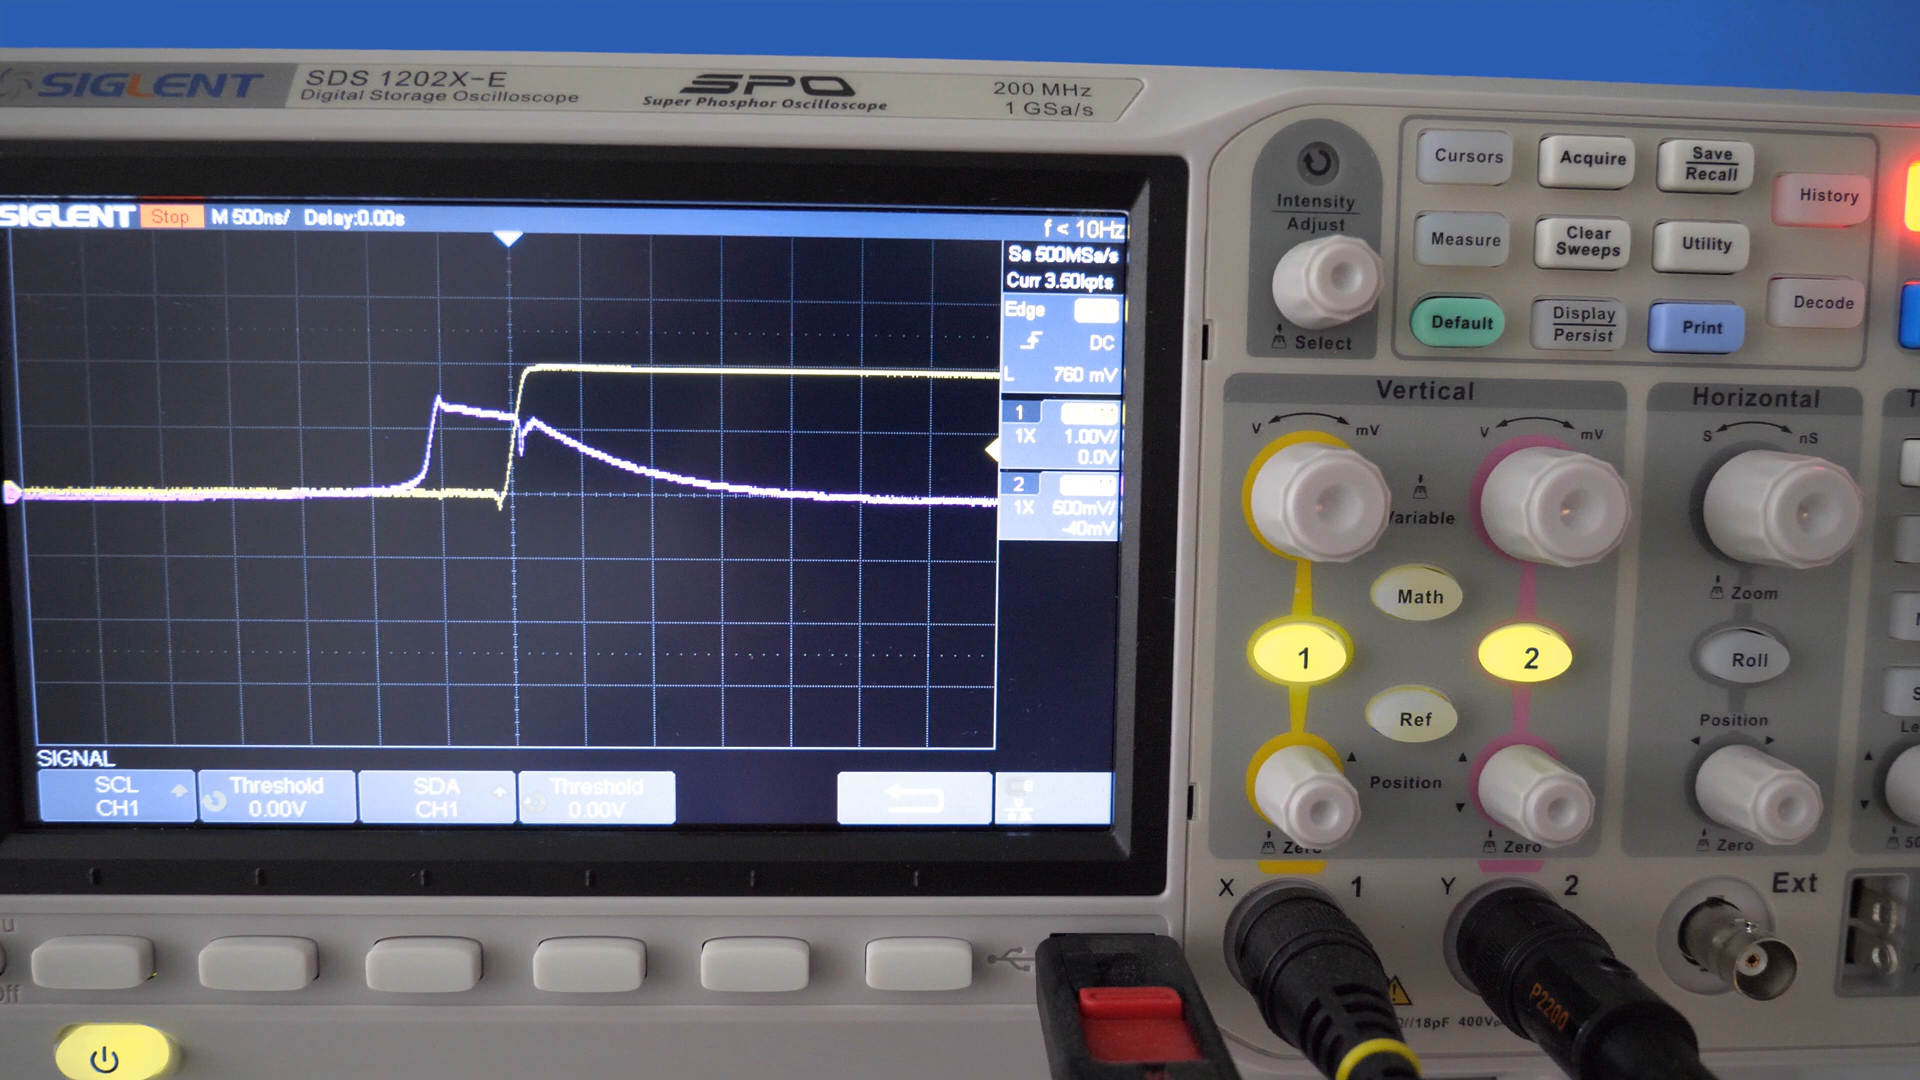 SIGLENT
SDS 1202X-E
Digital Storage Oscilloscope
SPO
Super Phosphor Oscilloscope
200 MHz
1 GSa/s
SIGLENT Stop M 500ns/ Delay:0.00s
f < 10Hz
Sa 500MSa/s
Curr 3.50kpts
Edge
DC
L 760 mV
1
1X 1.00V/
0.0V
2
1X 500mV/
-40mV
SIGNAL
SCL
CH1
Threshold
0.00V
SDA
CH1
Threshold
0.00V
Intensity
Adjust
Select
Cursors
Acquire
Save
Recall
History
Measure
Clear
Sweeps
Utility
Decode
Default
Display
Persist
Print
Vertical
V mV
V mV
Variable
1
Math
2
Ref
Position
Zero
Zero
Horizontal
S nS
Zoom
Roll
Position
Zero
X 1
Y 2
Ext
P2200
//18pF 400V